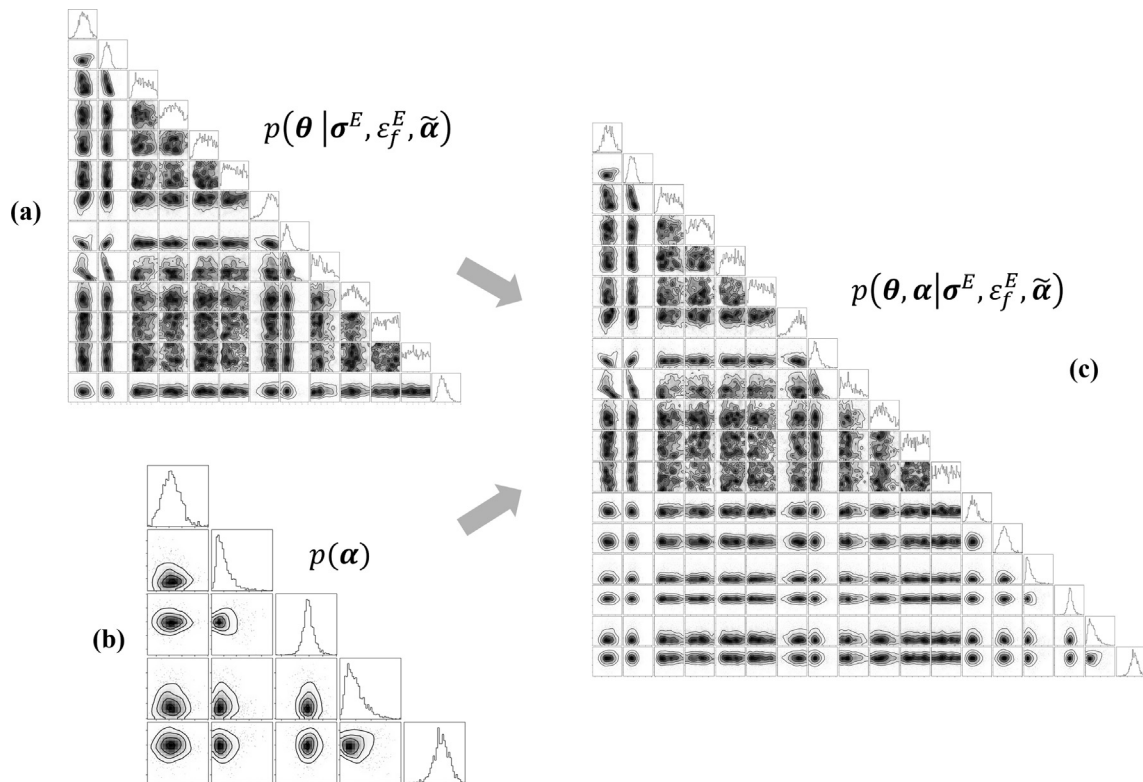 p(θ |σ^E, ε_f^E, α̃)
(a)
p(θ, α|σ^E, ε_f^E, α̃)
(c)
p(α)
(b)